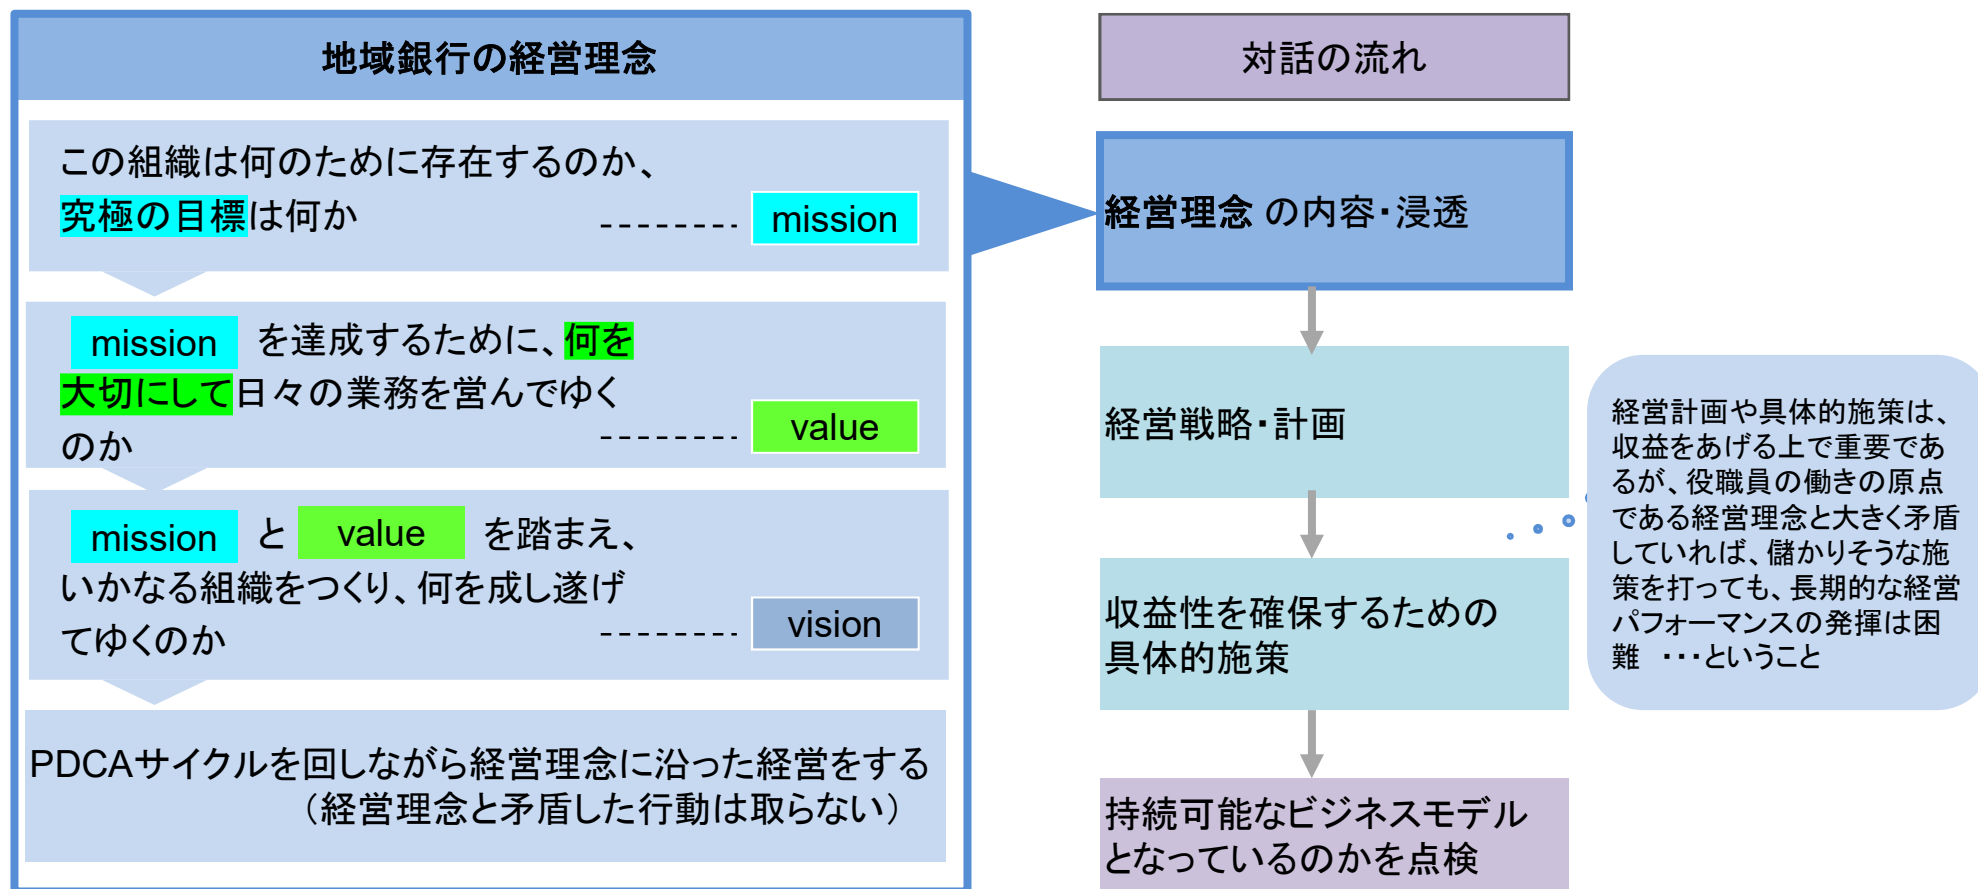 地域銀行の経営理念
この組織は何のために存在するのか、
究極の目標は何か
-------- mission
mission を達成するために、何を
大切にして日々の業務を営んでゆく
のか
-------- value
mission と value を踏まえ、
いかなる組織をつくり、何を成し遂げ
てゆくのか
-------- vision
PDCAサイクルを回しながら経営理念に沿った経営をする
（経営理念と矛盾した行動は取らない）
対話の流れ
経営理念 の内容・浸透
経営戦略・計画
収益性を確保するための
具体的施策
持続可能なビジネスモデル
となっているのかを点検
経営計画や具体的施策は、
収益をあげる上で重要であ
るが、役職員の働きの原点
である経営理念と大きく矛盾
していれば、儲かりそうな施
策を打っても、長期的な経営
パフォーマンスの発揮は困
難　・・・ということ